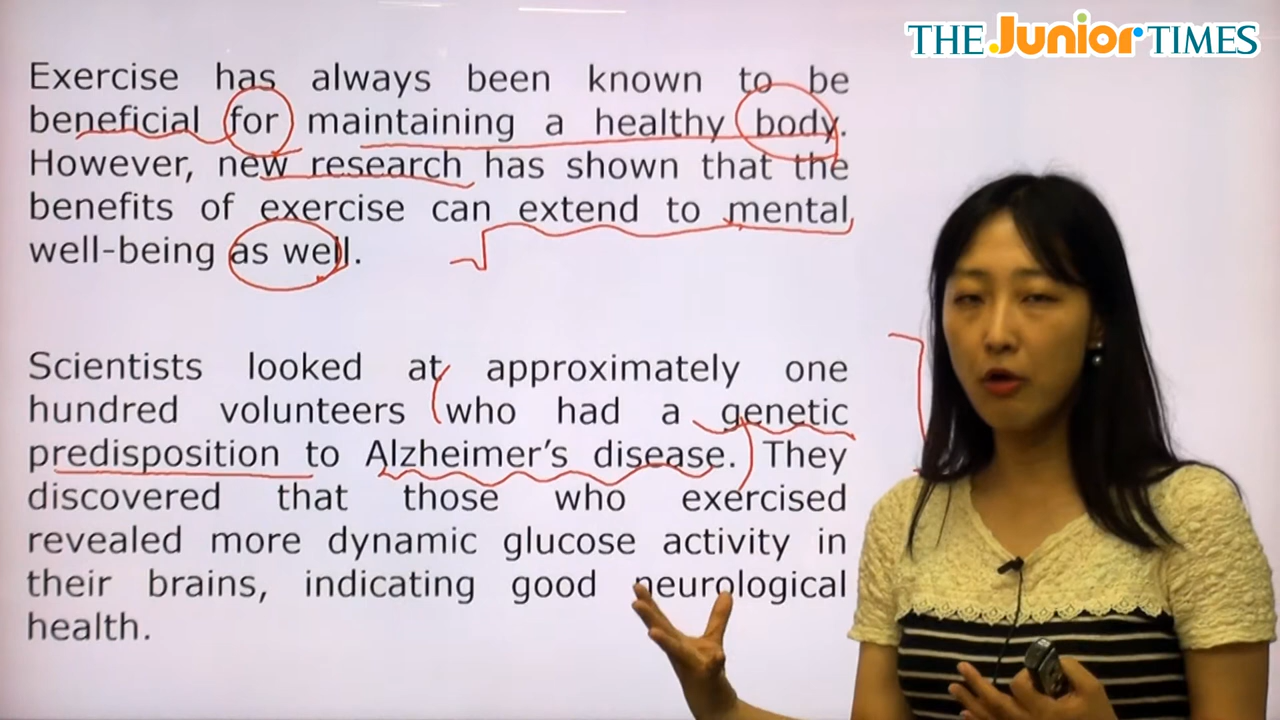 THE Junior TIMES
Exercise has always been known to be
beneficial for maintaining a healthy body.
However, new research has shown that the
benefits of exercise can extend to mental
well-being as well.
Scientists looked at approximately one
hundred volunteers who had a genetic
predisposition to Alzheimer's disease. They
discovered that those who exercised
revealed more dynamic glucose activity in
their brains, indicating good neurological
health.